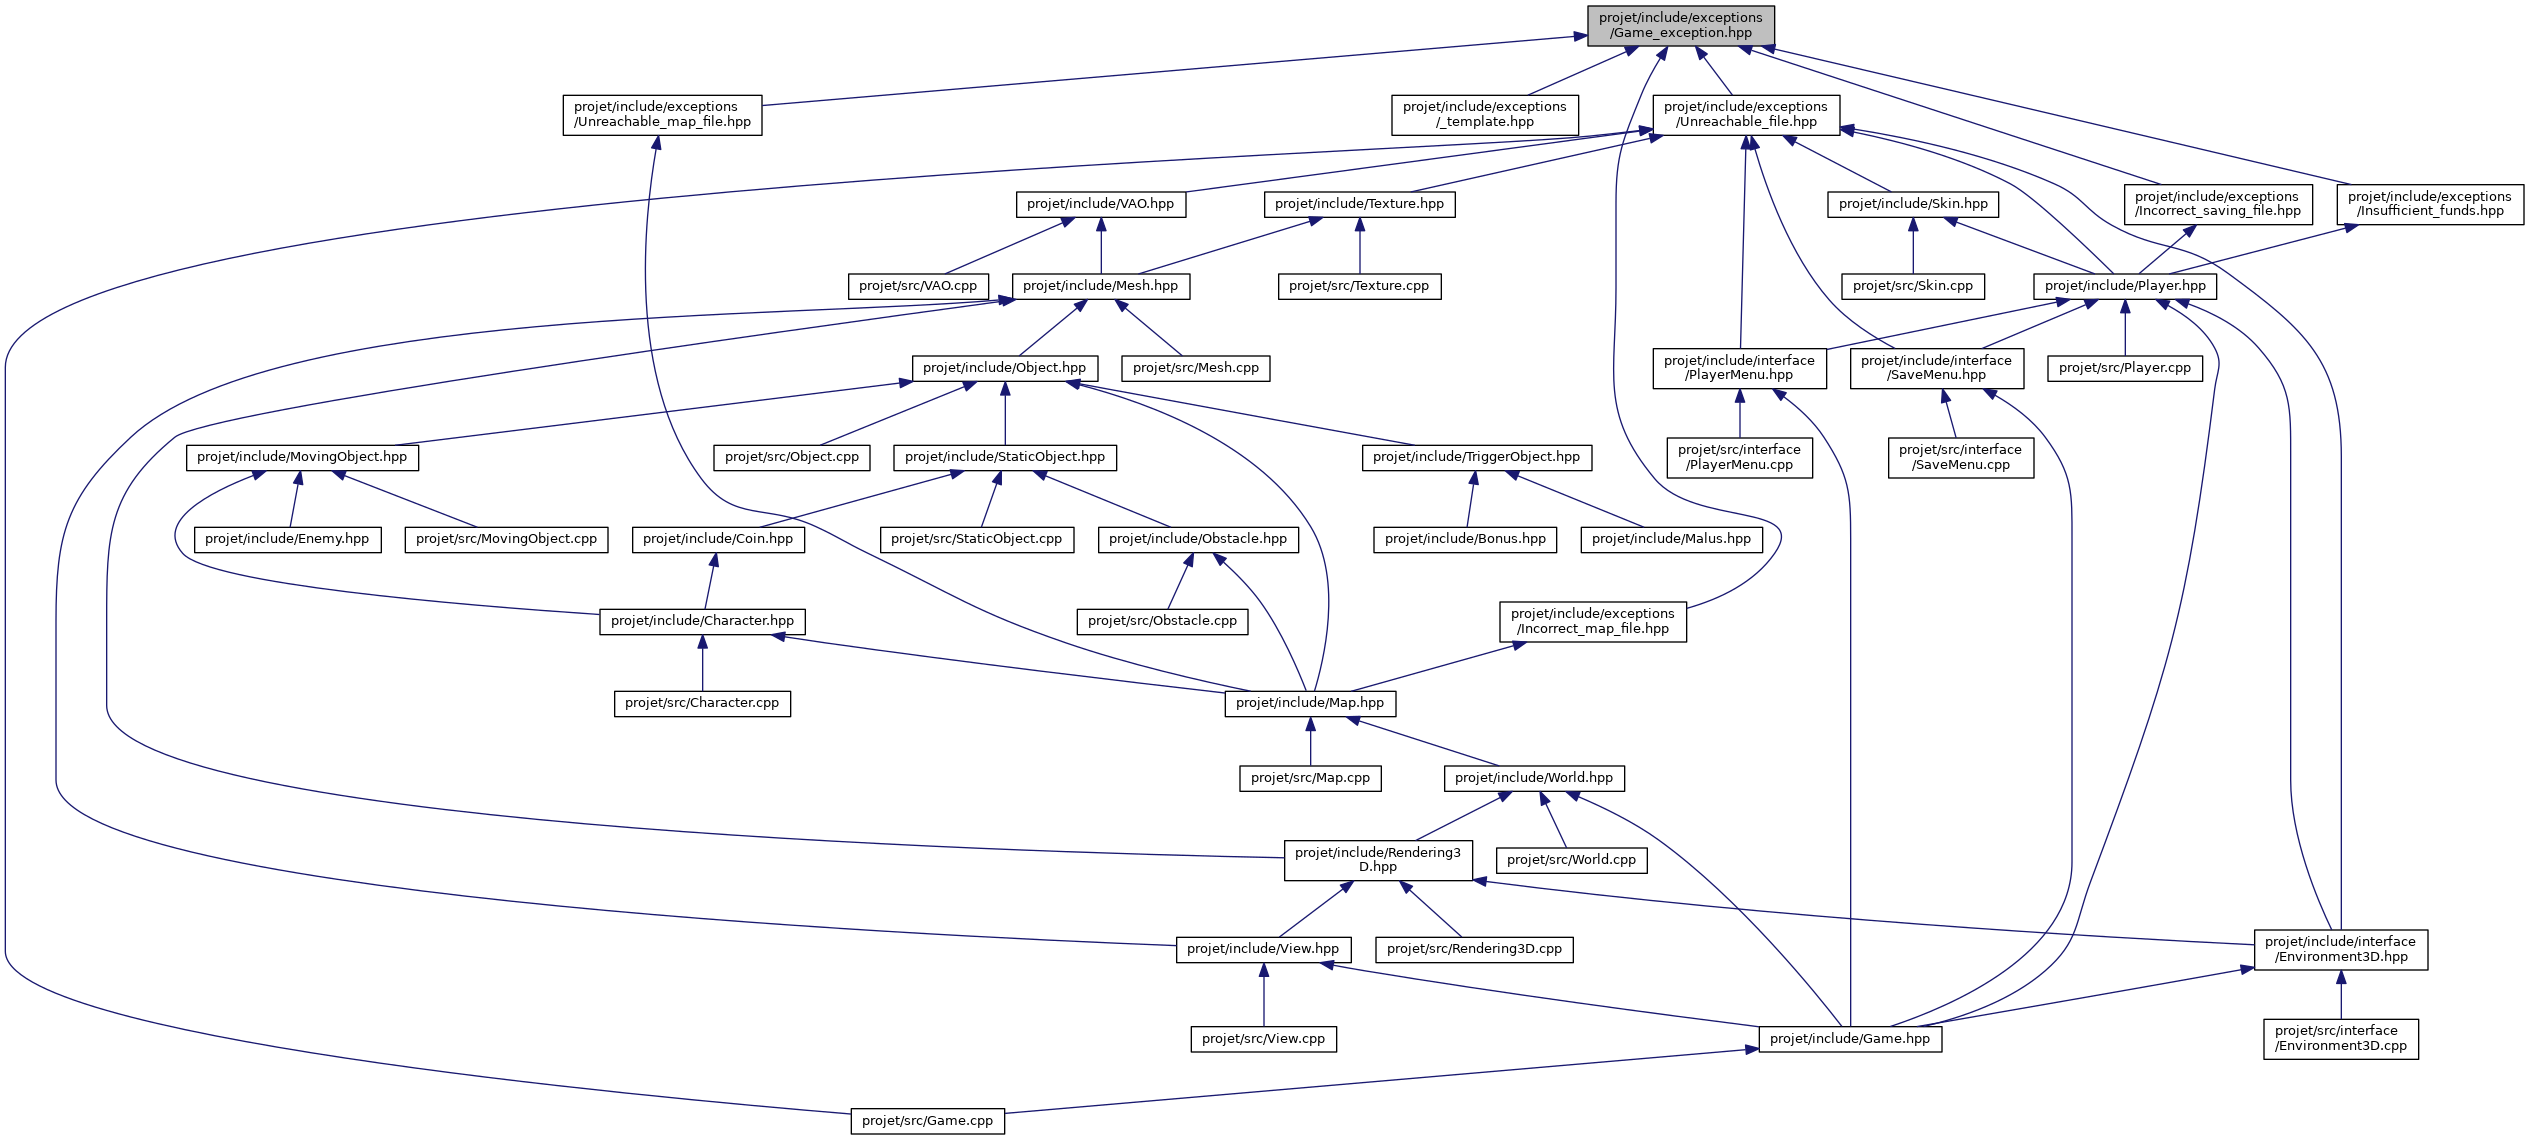 projet/include/exceptions
/Game_exception.hpp
projet/include/exceptions
/Unreachable_map_file.hpp
projet/include/exceptions
/_template.hpp
projet/include/exceptions
/Unreachable_file.hpp
projet/include/VAO.hpp
projet/include/Texture.hpp
projet/include/Skin.hpp
projet/include/exceptions
/Incorrect_saving_file.hpp
projet/include/exceptions
/Insufficient_funds.hpp
projet/src/VAO.cpp
projet/include/Mesh.hpp
projet/src/Texture.cpp
projet/src/Skin.cpp
projet/include/Player.hpp
projet/include/Object.hpp
projet/src/Mesh.cpp
projet/include/interface
/PlayerMenu.hpp
projet/include/interface
/SaveMenu.hpp
projet/src/Player.cpp
projet/include/MovingObject.hpp
projet/src/Object.cpp
projet/include/StaticObject.hpp
projet/include/TriggerObject.hpp
projet/src/interface
/PlayerMenu.cpp
projet/src/interface
/SaveMenu.cpp
projet/include/Enemy.hpp
projet/src/MovingObject.cpp
projet/include/Coin.hpp
projet/src/StaticObject.cpp
projet/include/Obstacle.hpp
projet/include/Bonus.hpp
projet/include/Malus.hpp
projet/include/Character.hpp
projet/src/Obstacle.cpp
projet/include/exceptions
/Incorrect_map_file.hpp
projet/src/Character.cpp
projet/include/Map.hpp
projet/src/Map.cpp
projet/include/World.hpp
projet/include/Rendering3
D.hpp
projet/src/World.cpp
projet/include/View.hpp
projet/src/Rendering3D.cpp
projet/include/interface
/Environment3D.hpp
projet/src/View.cpp
projet/include/Game.hpp
projet/src/interface
/Environment3D.cpp
projet/src/Game.cpp